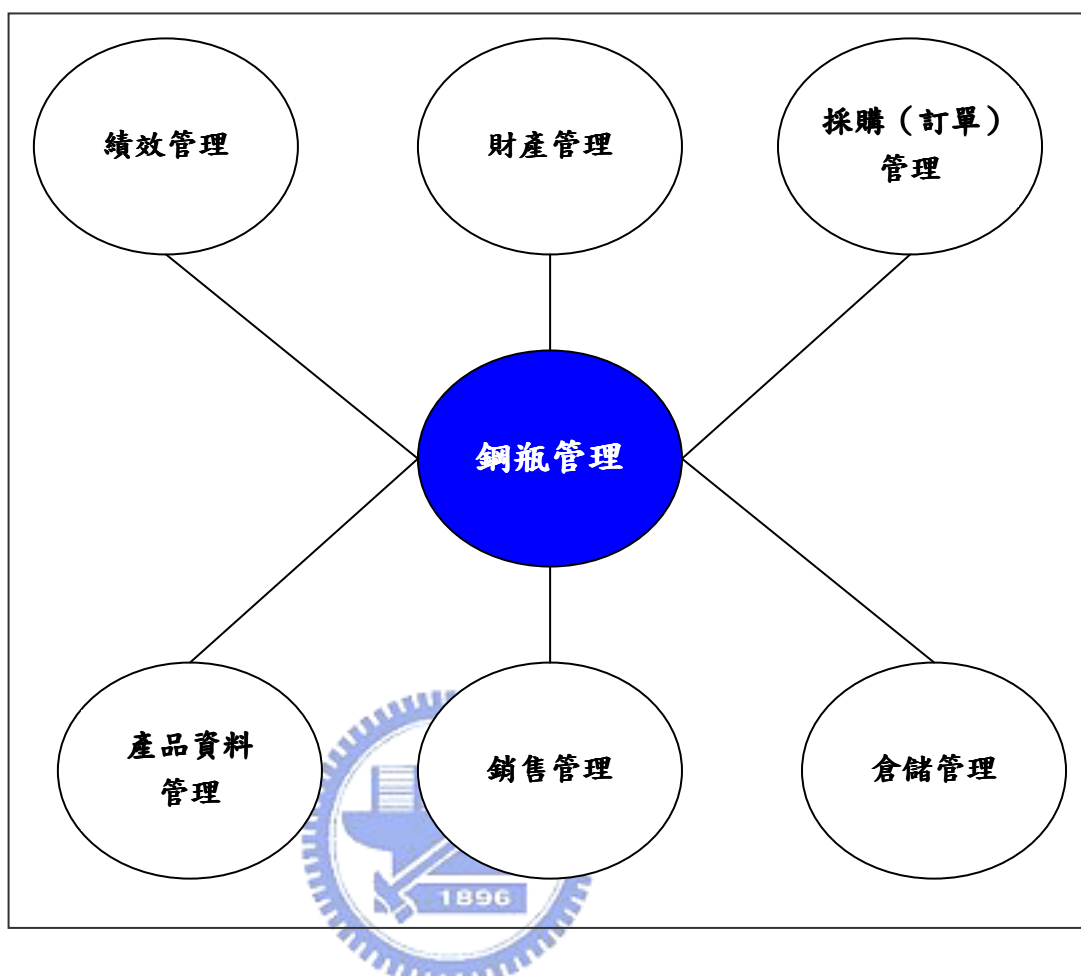 績效管理
財產管理
採購（訂單）
管理
鋼瓶管理
產品資料
管理
銷售管理
倉儲管理
1896